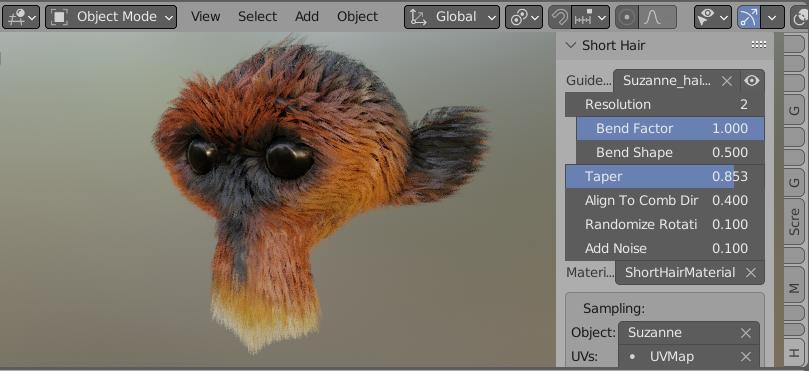 Object Mode View Select Add Object Global
Short Hair
Guide... Suzanne_hai...
Resolution 2
Bend Factor 1.000
Bend Shape 0.500
Taper 0.853
Align To Comb Dir 0.400
Randomize Rotati 0.100
Add Noise 0.100
Materi... ShortHairMaterial
Sampling:
Object: Suzanne
UVs: UVMap
G
G
Scre
M
H